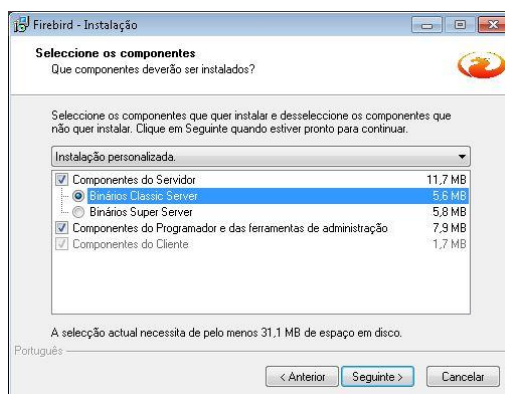 Firebird - Instalação
Seleccione os componentes
Que componentes deverão ser instalados?
Seleccione os componentes que quer instalar e desseleccione os componentes que
não quer instalar. Clique em Seguinte quando estiver pronto para continuar.
Instalação personalizada.
Componentes do Servidor 11,7 MB
Binários Classic Server 5,6 MB
Binários Super Server 5,8 MB
Componentes do Programador e das ferramentas de administração 7,9 MB
Componentes do Cliente 1,7 MB
A selecção actual necessita de pelo menos 31,1 MB de espaço em disco.
Português
< Anterior Seguinte > Cancelar